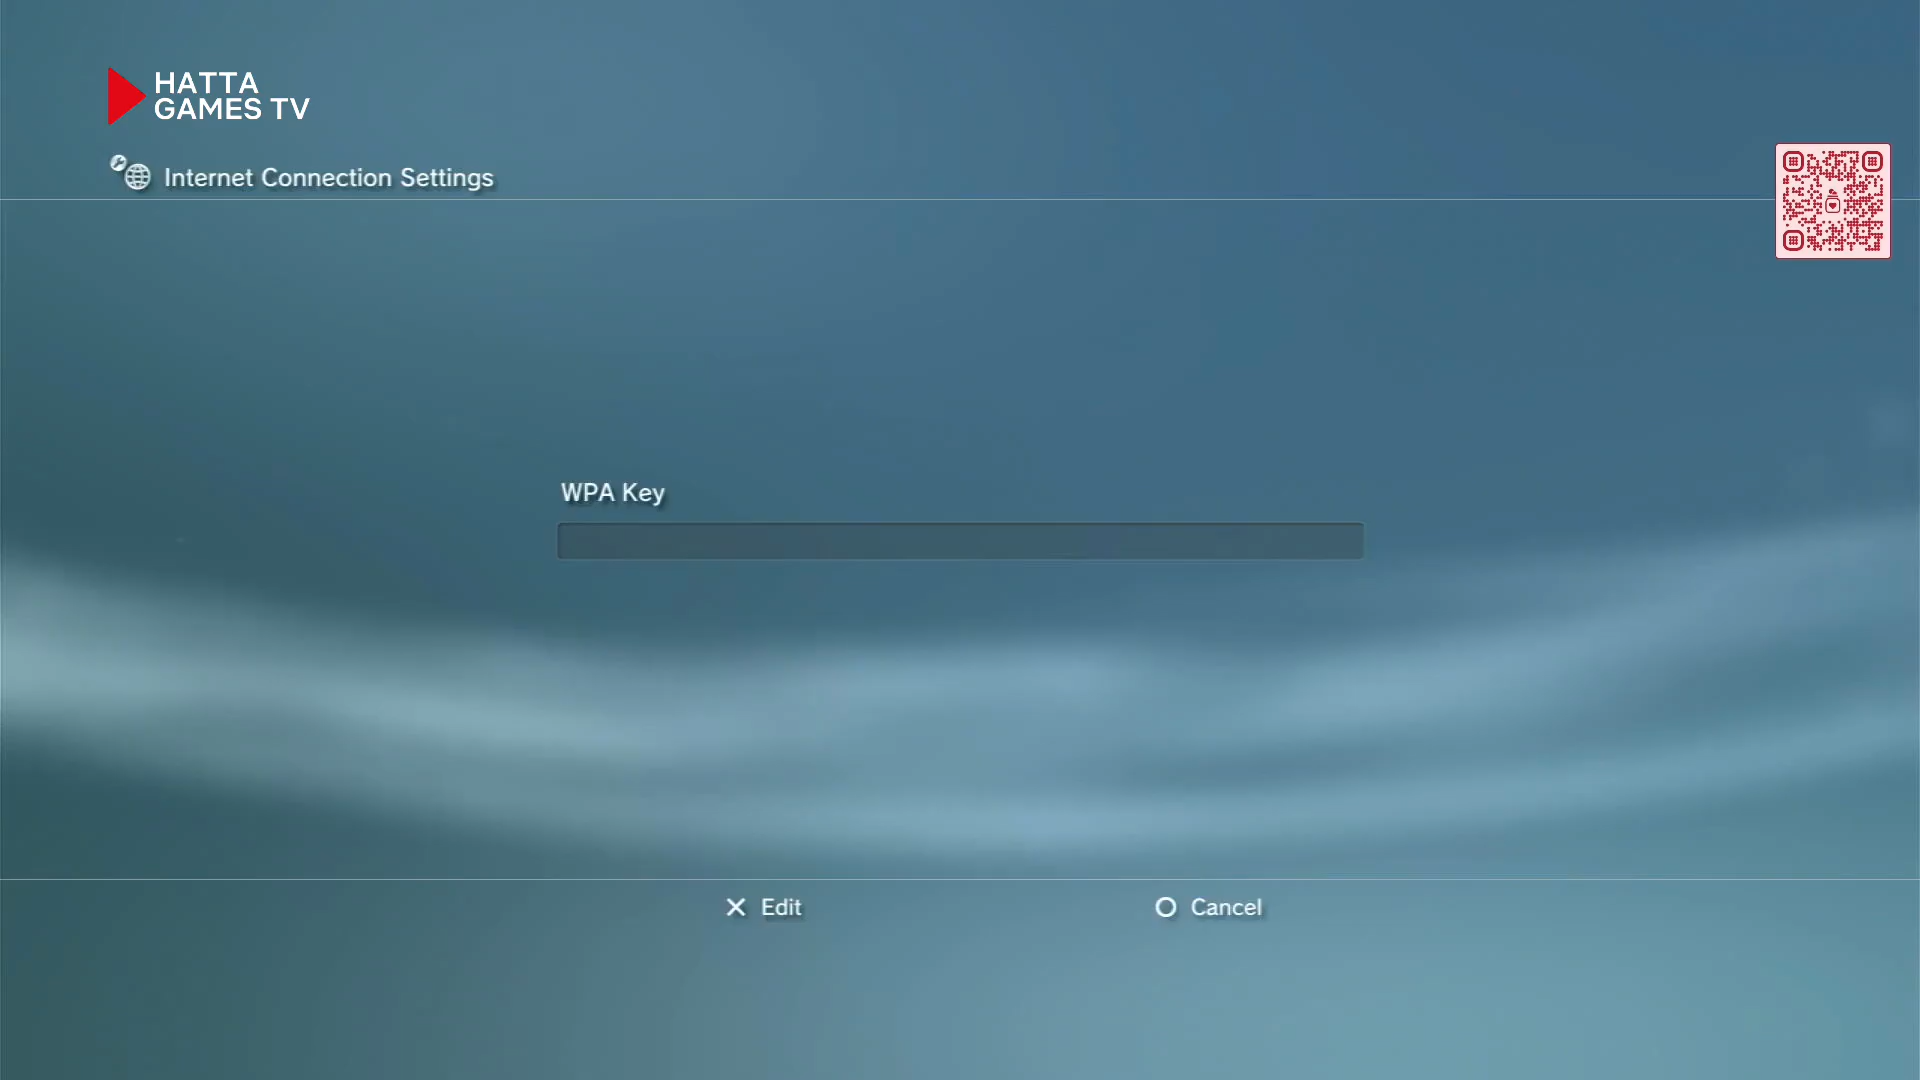 HATTA
GAMES TV
Internet Connection Settings
WPA Key
Edit
Cancel